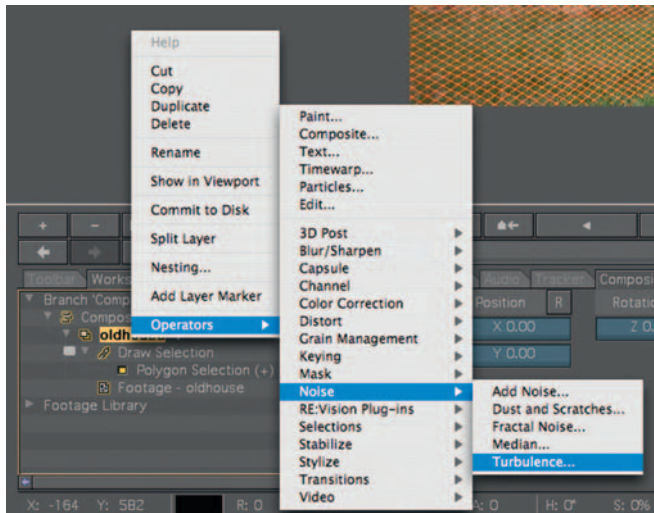 Help
Cut
Copy
Duplicate
Delete
Rename
Show in Viewport
Commit to Disk
Split Layer
Nesting...
Add Layer Marker
Operators
Paint...
Composite...
Text...
Timewarp...
Particles...
Edit...
3D Post
Blur/Sharpen
Capsule
Channel
Color Correction
Distort
Grain Management
Keying
Mask
Noise
RE:Vision Plug-ins
Selections
Stabilize
Stylize
Transitions
Video
Add Noise...
Dust and Scratches...
Fractal Noise...
Median...
Turbulence...
Toolbar
Audio Tracker
Position R
X 0.00
Y 0.00
Branch
Draw Selection
Polygon Selection (+)
Footage - oldhouse
Footage Library
X: -164 Y: 582 R: 0 A: 0 H: 0° S: 0%